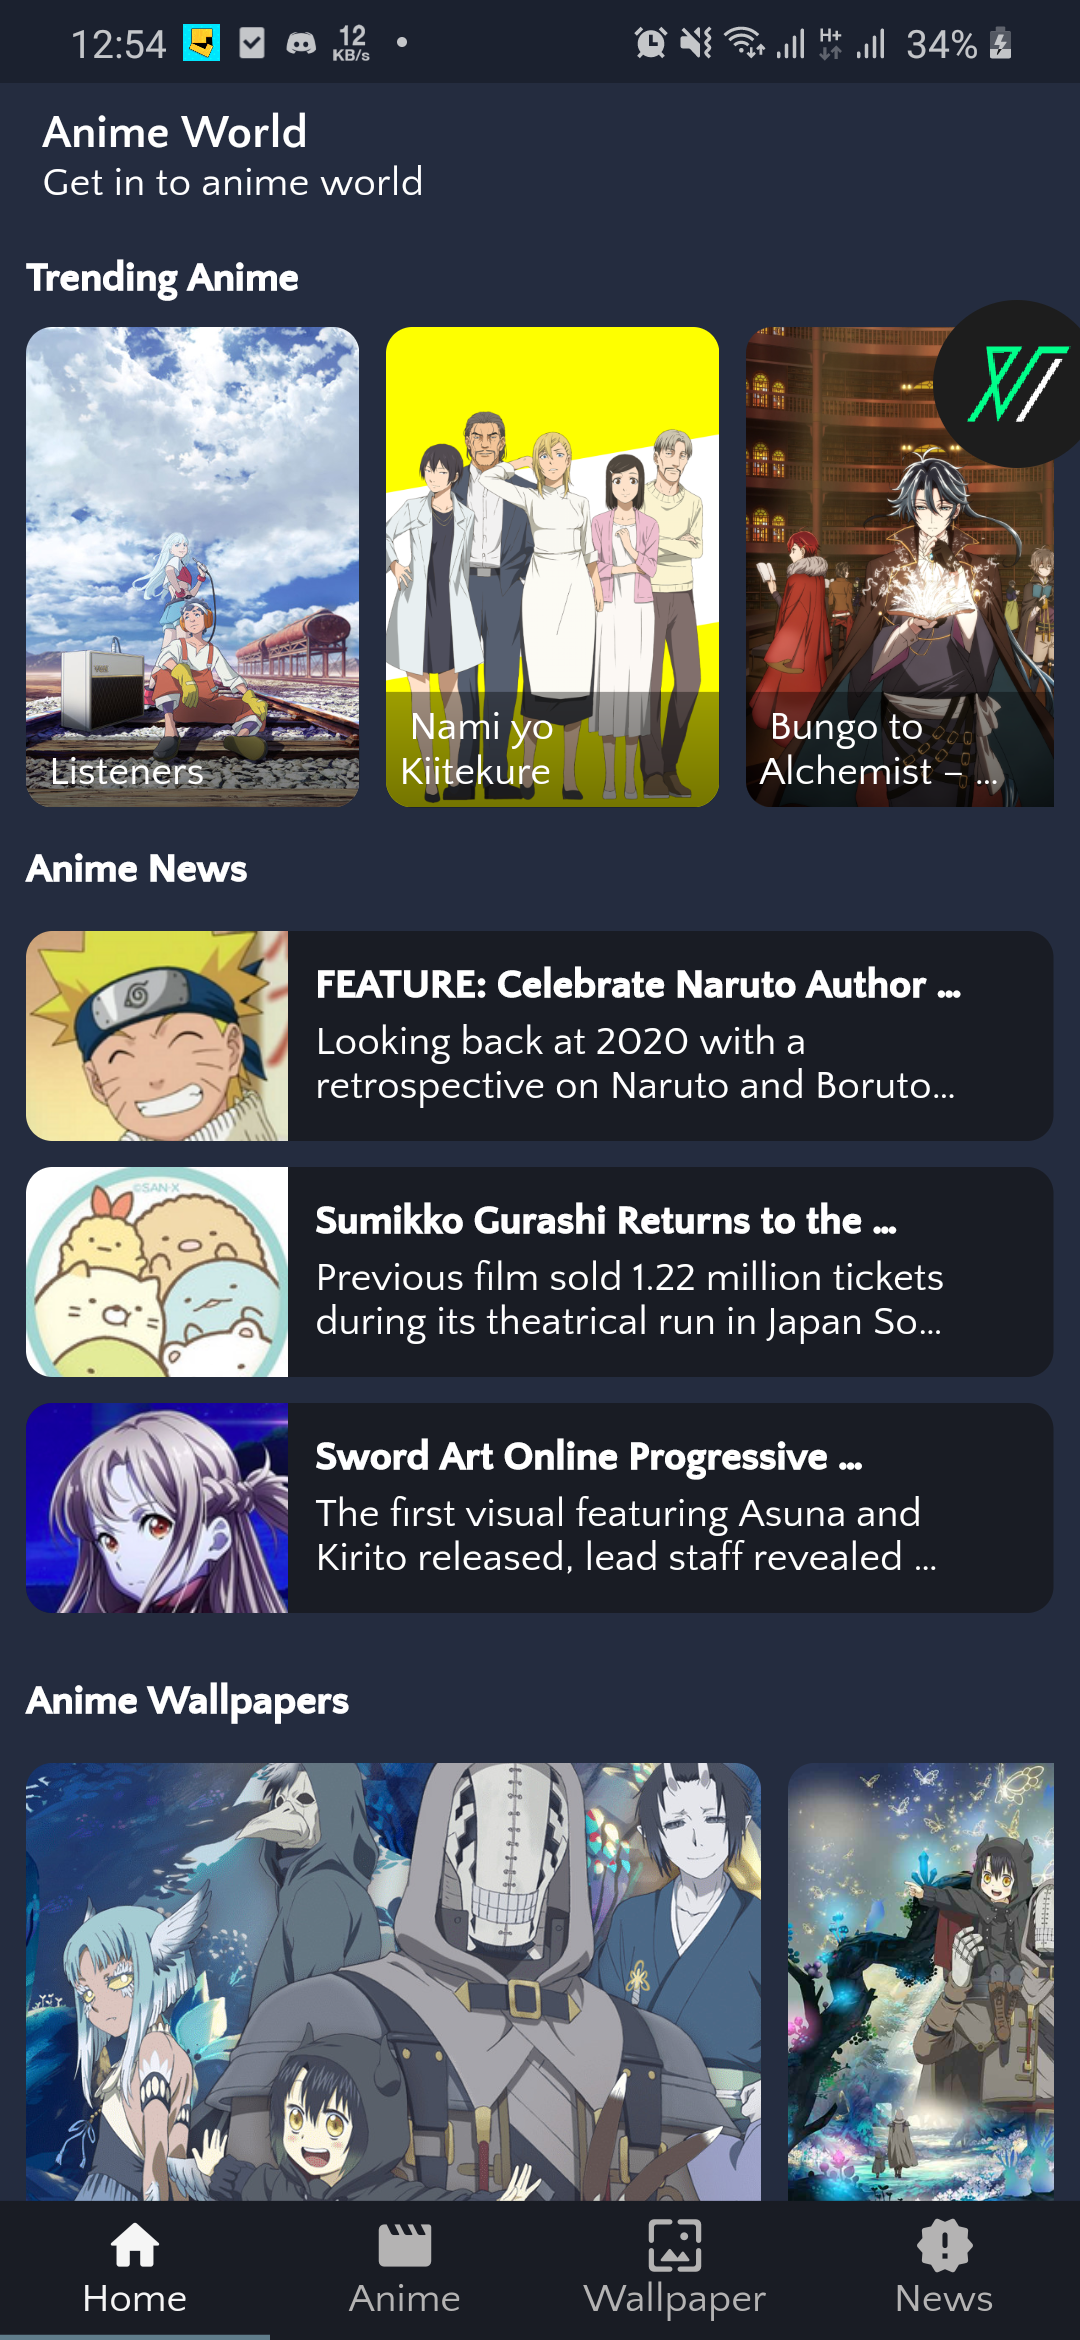 12:54
12
KB/s
H+
34%
Anime World
Get in to anime world
Trending Anime
Listeners
Nami yo
Kiitekure
Bungo to
Alchemist – ...
Anime News
FEATURE: Celebrate Naruto Author ...
Looking back at 2020 with a
retrospective on Naruto and Boruto...
©SAN-X
Sumikko Gurashi Returns to the ...
Previous film sold 1.22 million tickets
during its theatrical run in Japan So...
Sword Art Online Progressive ...
The first visual featuring Asuna and
Kirito released, lead staff revealed ...
Anime Wallpapers
Home
Anime
Wallpaper
News